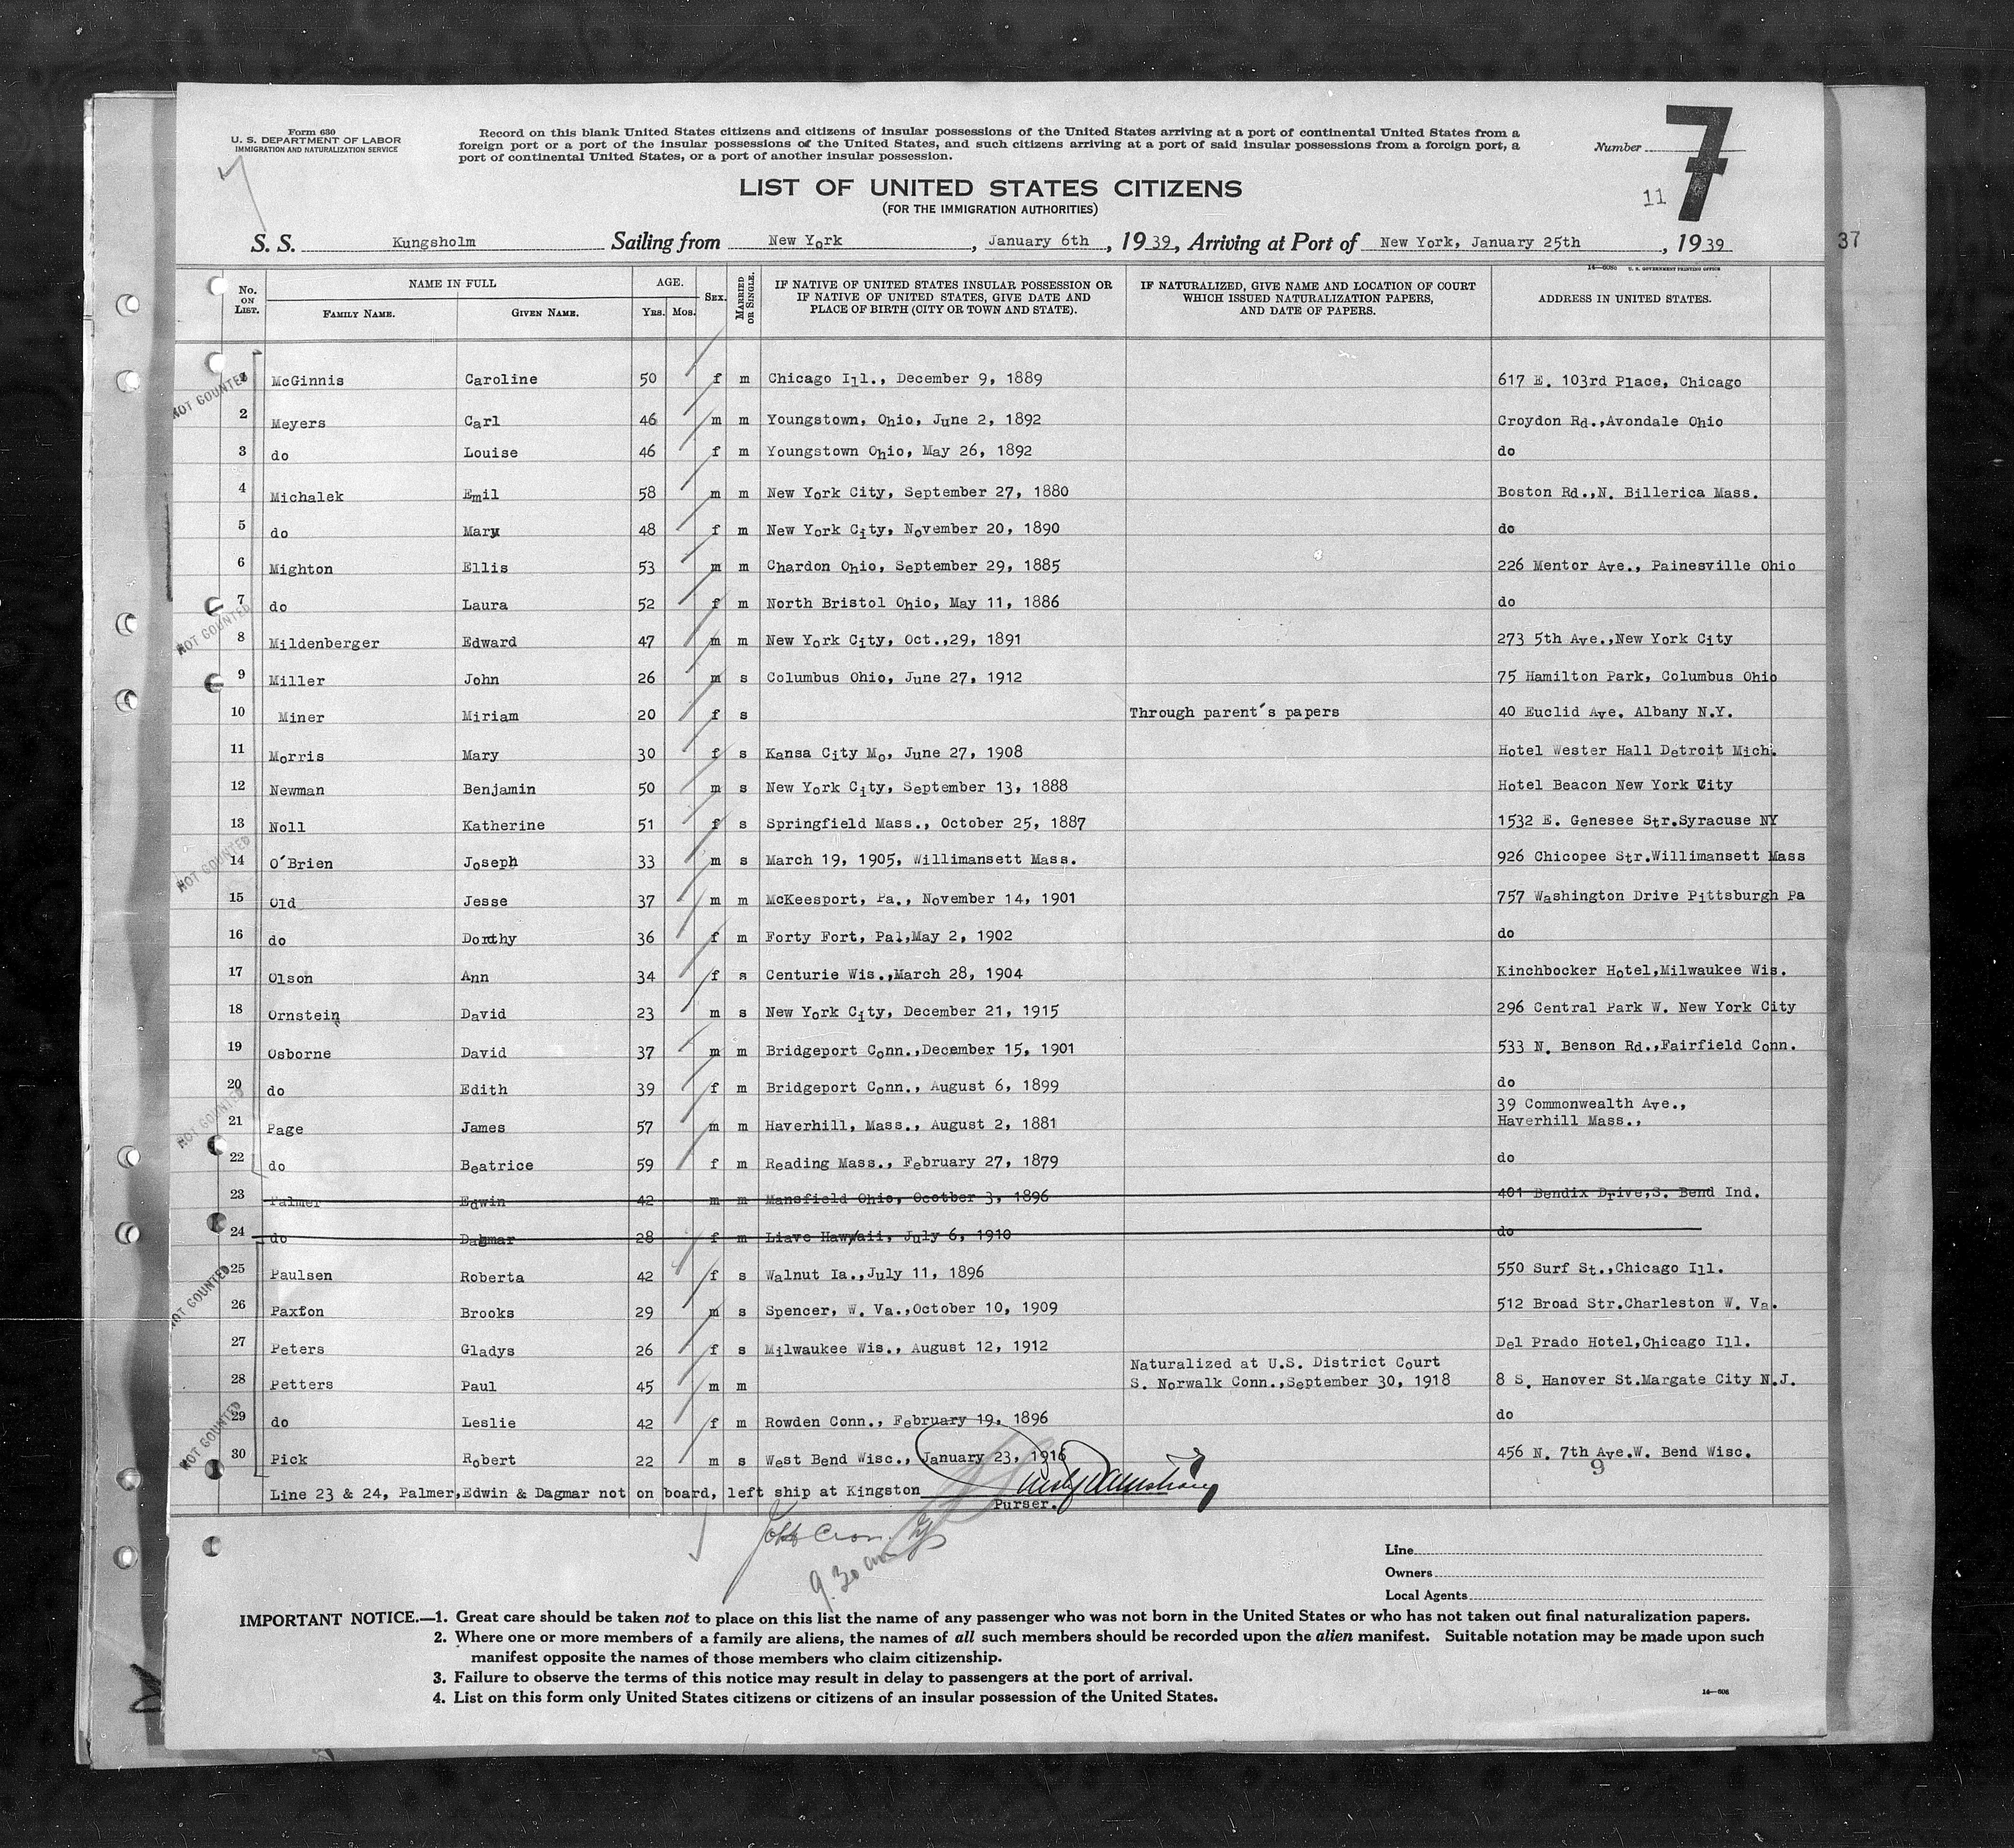 Form 630
U. S. DEPARTMENT OF LABOR
IMMIGRATION AND NATURALIZATION SERVICE
Record on this blank United States citizens and citizens of insular possessions of the United States arriving at a port of continental United States from a
foreign port or a port of the insular possessions of the United States, and such citizens arriving at a port of said insular possessions from a foreign port, a
port of continental United States, or a port of another insular possession.
Number 7
11
LIST OF UNITED STATES CITIZENS
(FOR THE IMMIGRATION AUTHORITIES)
S. S. Kungsholm Sailing from New York, January 6th, 1939, Arriving at Port of New York, January 25th, 1939
37
14—6080 U. S. GOVERNMENT PRINTING OFFICE
No. ON LIST. NAME IN FULL FAMILY NAME. GIVEN NAME. AGE. YRS. MOS. SEX. MARRIED OR SINGLE. IF NATIVE OF UNITED STATES INSULAR POSSESSION OR IF NATIVE OF UNITED STATES, GIVE DATE AND PLACE OF BIRTH (CITY OR TOWN AND STATE). IF NATURALIZED, GIVE NAME AND LOCATION OF COURT WHICH ISSUED NATURALIZATION PAPERS, AND DATE OF PAPERS. ADDRESS IN UNITED STATES.
1 McGinnis Caroline 50 f m Chicago Ill., December 9, 1889 617 E. 103rd Place, Chicago
NOT COUNTED
2 Meyers Carl 46 m m Youngstown, Ohio, June 2, 1892 Croydon Rd.,Avondale Ohio
3 do Louise 46 f m Youngstown Ohio, May 26, 1892 do
4 Michalek Emil 58 m m New York City, September 27, 1880 Boston Rd.,N. Billerica Mass.
5 do Mary 48 f m New York City, November 20, 1890 do
6 Mighton Ellis 53 m m Chardon Ohio, September 29, 1885 226 Mentor Ave., Painesville Ohio
7 do Laura 52 f m North Bristol Ohio, May 11, 1886 do
NOT COUNTED
8 Mildenberger Edward 47 m m New York City, Oct.,29, 1891 273 5th Ave.,New York City
9 Miller John 26 m s Columbus Ohio, June 27, 1912 75 Hamilton Park, Columbus Ohio
10 Miner Miriam 20 f s Through parent's papers 40 Euclid Ave. Albany N.Y.
11 Morris Mary 30 f s Kansa City Mo, June 27, 1908 Hotel Wester Hall Detroit Mich.
12 Newman Benjamin 50 m s New York City, September 13, 1888 Hotel Beacon New York City
13 Noll Katherine 51 f s Springfield Mass., October 25, 1887 1532 E. Genesee Str.Syracuse NY
NOT COUNTED
14 O'Brien Joseph 33 m s March 19, 1905, Willimansett Mass. 926 Chicopee Str.Willimansett Mass
15 Old Jesse 37 m m McKeesport, Pa., November 14, 1901 757 Washington Drive Pittsburgh Pa
16 do Dorthy 36 f m Forty Fort, Pal,May 2, 1902 do
17 Olson Ann 34 f s Centurie Wis.,March 28, 1904 Kinchbocker Hotel,Milwaukee Wis.
18 Ornstein David 23 m s New York City, December 21, 1915 296 Central Park W. New York City
19 Osborne David 37 m m Bridgeport Conn.,December 15, 1901 533 N. Benson Rd.,Fairfield Conn.
20 do Edith 39 f m Bridgeport Conn., August 6, 1899 do
NOT COUNTED
39 Commonwealth Ave.,
21 Page James 57 m m Haverhill, Mass., August 2, 1881 Haverhill Mass.,
22 do Beatrice 59 f m Reading Mass., February 27, 1879 do
23 Palmer Edwin 42 m m Mansfield Ohio, Ocotber 3, 1896 401 Bendix Drive,S. Bend Ind.
24 do Dagmar 28 f m Liave Hawaii, July 6, 1910 do
25 Paulsen Roberta 42 f s Walnut Ia.,July 11, 1896 550 Surf St.,Chicago Ill.
NOT COUNTED
26 Paxton Brooks 29 m s Spencer, W. Va.,October 10, 1909 512 Broad Str.Charleston W. Va.
27 Peters Gladys 26 f s Milwaukee Wis., August 12, 1912 Del Prado Hotel,Chicago Ill.
Naturalized at U.S. District Court
28 Petters Paul 45 m m S. Norwalk Conn.,September 30, 1918 8 S. Hanover St.Margate City N.J.
29 do Leslie 42 f m Rowden Conn., February 19, 1896 do
NOT COUNTED
30 Pick Robert 22 m s West Bend Wisc., January 23, 1916 456 N. 7th Ave.W. Bend Wisc.
9
Line 23 & 24, Palmer,Edwin & Dagmar not on board, left ship at Kingston
Purser.
9.30 am
Line
Owners
Local Agents
IMPORTANT NOTICE.—1. Great care should be taken not to place on this list the name of any passenger who was not born in the United States or who has not taken out final naturalization papers.
2. Where one or more members of a family are aliens, the names of all such members should be recorded upon the alien manifest. Suitable notation may be made upon such
manifest opposite the names of those members who claim citizenship.
3. Failure to observe the terms of this notice may result in delay to passengers at the port of arrival.
4. List on this form only United States citizens or citizens of an insular possession of the United States.
14—608